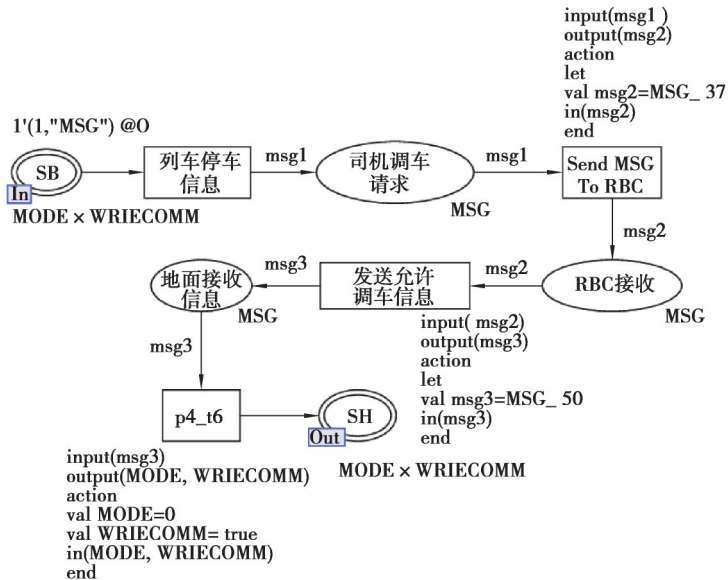 input(msg1 )
output(msg2)
action
let
val msg2=MSG_ 37
in(msg2)
end
1'(1,"MSG") @O
SB
In
MODE × WRIECOMM
列车停车
信息
msg1
司机调车
请求
MSG
msg1
Send MSG
To RBC
msg2
RBC接收
MSG
msg2
发送允许
调车信息
input( msg2)
output(msg3)
action
let
val msg3=MSG_ 50
in(msg3)
end
msg3
地面接收
信息
MSG
msg3
p4_t6
SH
Out
MODE × WRIECOMM
input(msg3)
output(MODE, WRIECOMM)
action
val MODE=0
val WRIECOMM= true
in(MODE, WRIECOMM)
end